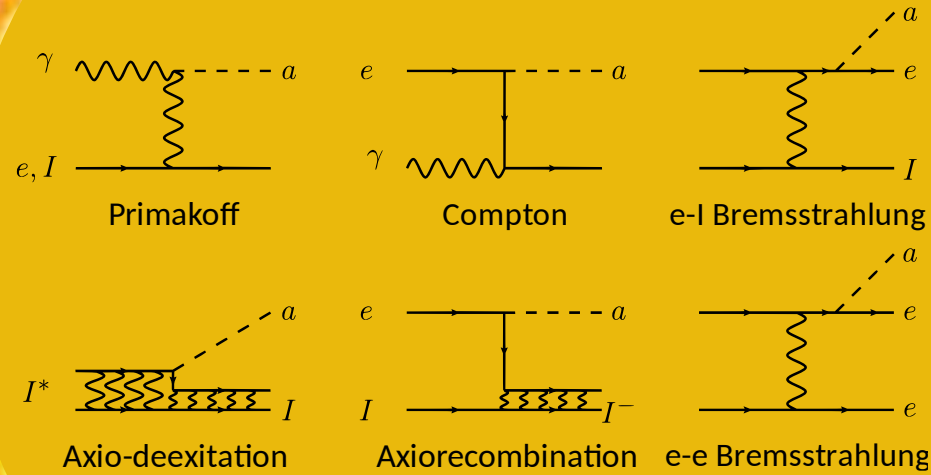 γ a
e, I
Primakoff
e a
γ
Compton
a
e
I
e-I Bremsstrahlung
a
I* I
Axio-deexitation
e a
I I⁻
Axiorecombination
a
e
e
e-e Bremsstrahlung